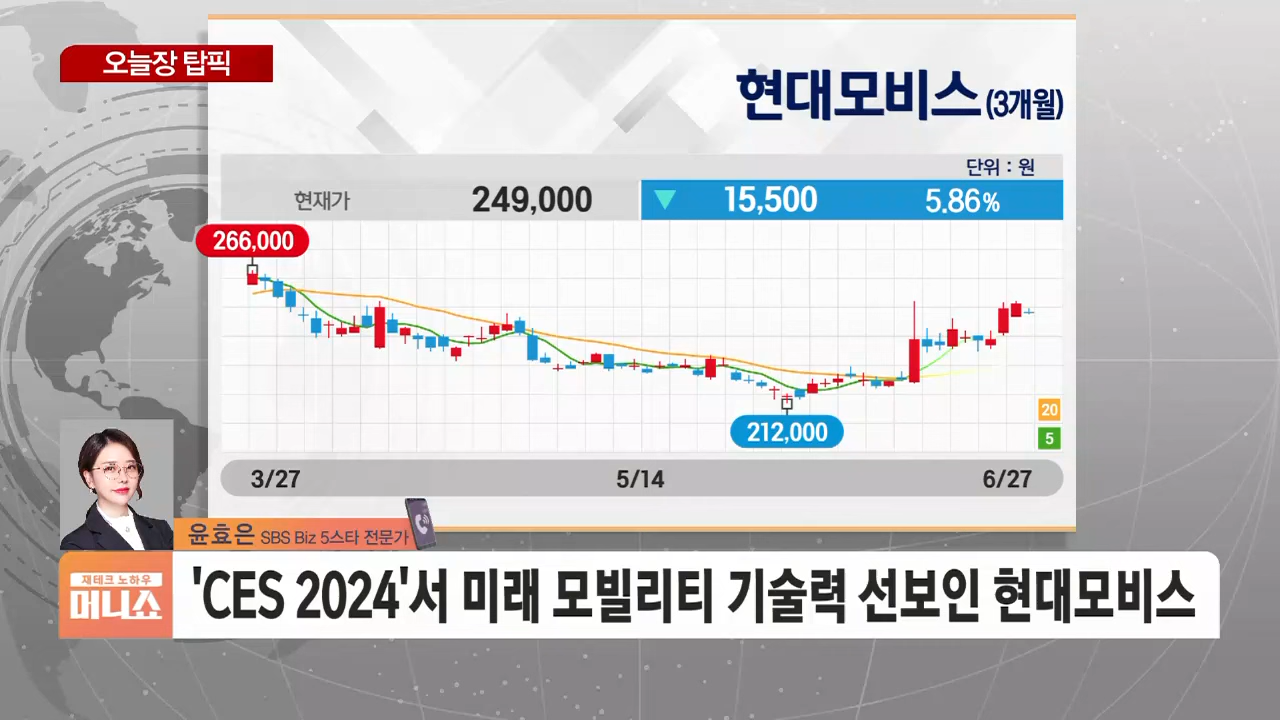 오늘장 탑픽
현대모비스 (3개월)
단위 : 원
현재가 249,000 ▼ 15,500 5.86%
266,000
212,000
20
5
3/27 5/14 6/27
윤효은 SBS Biz 5스타 전문가
재테크 노하우
머니쇼
'CES 2024'서 미래 모빌리티 기술력 선보인 현대모비스